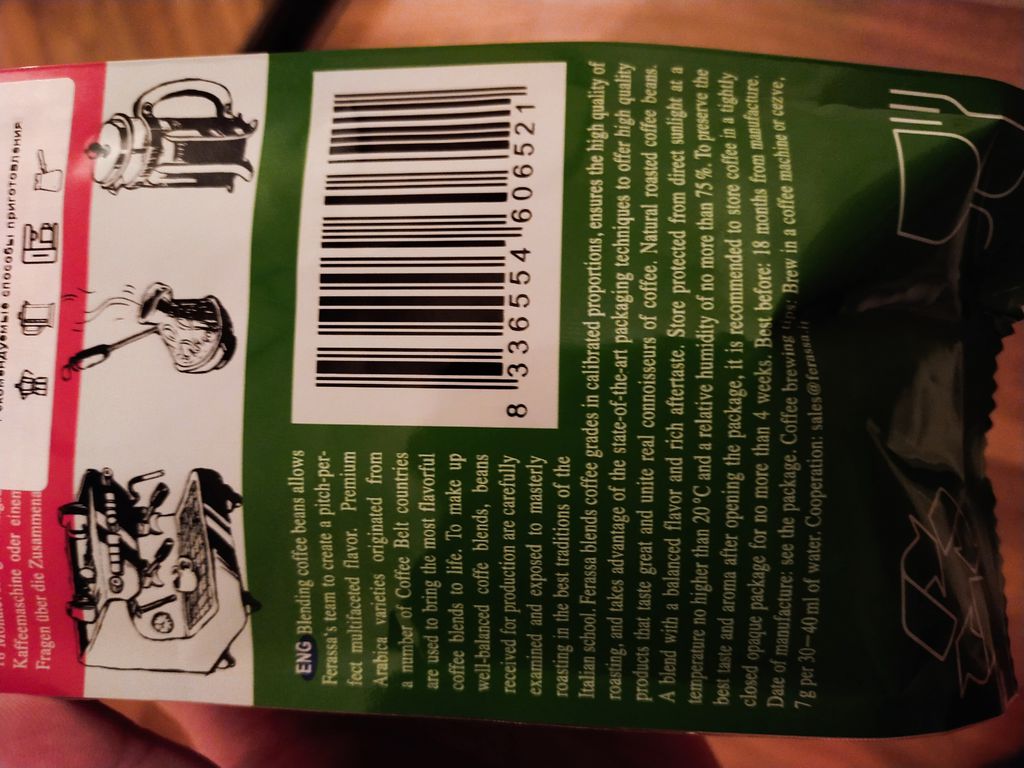 рекомендуемые способы приготовления
Kaffeemaschine oder einem
Fragen über die Zusammena
ENG Blending coffee beans allows
Ferassa's team to create a pitch-per-
fect multifaceted flavor. Premium
Arabica varieties originated from
a number of Coffee Belt countries
are used to bring the most flavorful
coffee blends to life. To make up
well-balanced coffe blends, beans
received for production are carefully
examined and exposed to masterly
roasting in the best traditions of the
Italian school. Ferassa blends coffee grades in calibrated proportions, ensures the high quality of
roasting, and takes advantage of the state-of-the-art packaging techniques to offer high quality
products that taste great and unite real connoisseurs of coffee. Natural roasted coffee beans.
A blend with a balanced flavor and rich aftertaste. Store protected from direct sunlight at a
temperature no higher than 20°C and a relative humidity of no more than 75%. To preserve the
best taste and aroma after opening the package, it is recommended to store coffee in a tightly
closed opaque package for no more than 4 weeks. Best before: 18 months from manufacture.
Date of manufacture: see the package. Coffee brewing tips: Brew in a coffee machine or cezve,
7 g per 30–40 ml of water. Cooperation: sales@ferassa.it
8 336554 606521